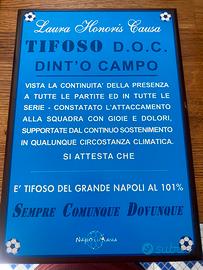 Laura Honoris Causa
TIFOSO D.O.C.
DINT'O CAMPO
VISTA LA CONTINUITA' DELLA PRESENZA
A TUTTE LE PARTITE ED IN TUTTE LE
SERIE - CONSTATATO L'ATTACCAMENTO
ALLA SQUADRA CON GIOIE E DOLORI,
SUPPORTATE DAL CONTINUO SOSTENIMENTO
IN QUALUNQUE CIRCOSTANZA CLIMATICA.
SI ATTESTA CHE
E' TIFOSO DEL GRANDE NAPOLI AL 101%
SEMPRE COMUNQUE DOVUNQUE
NAPOLIMANIA